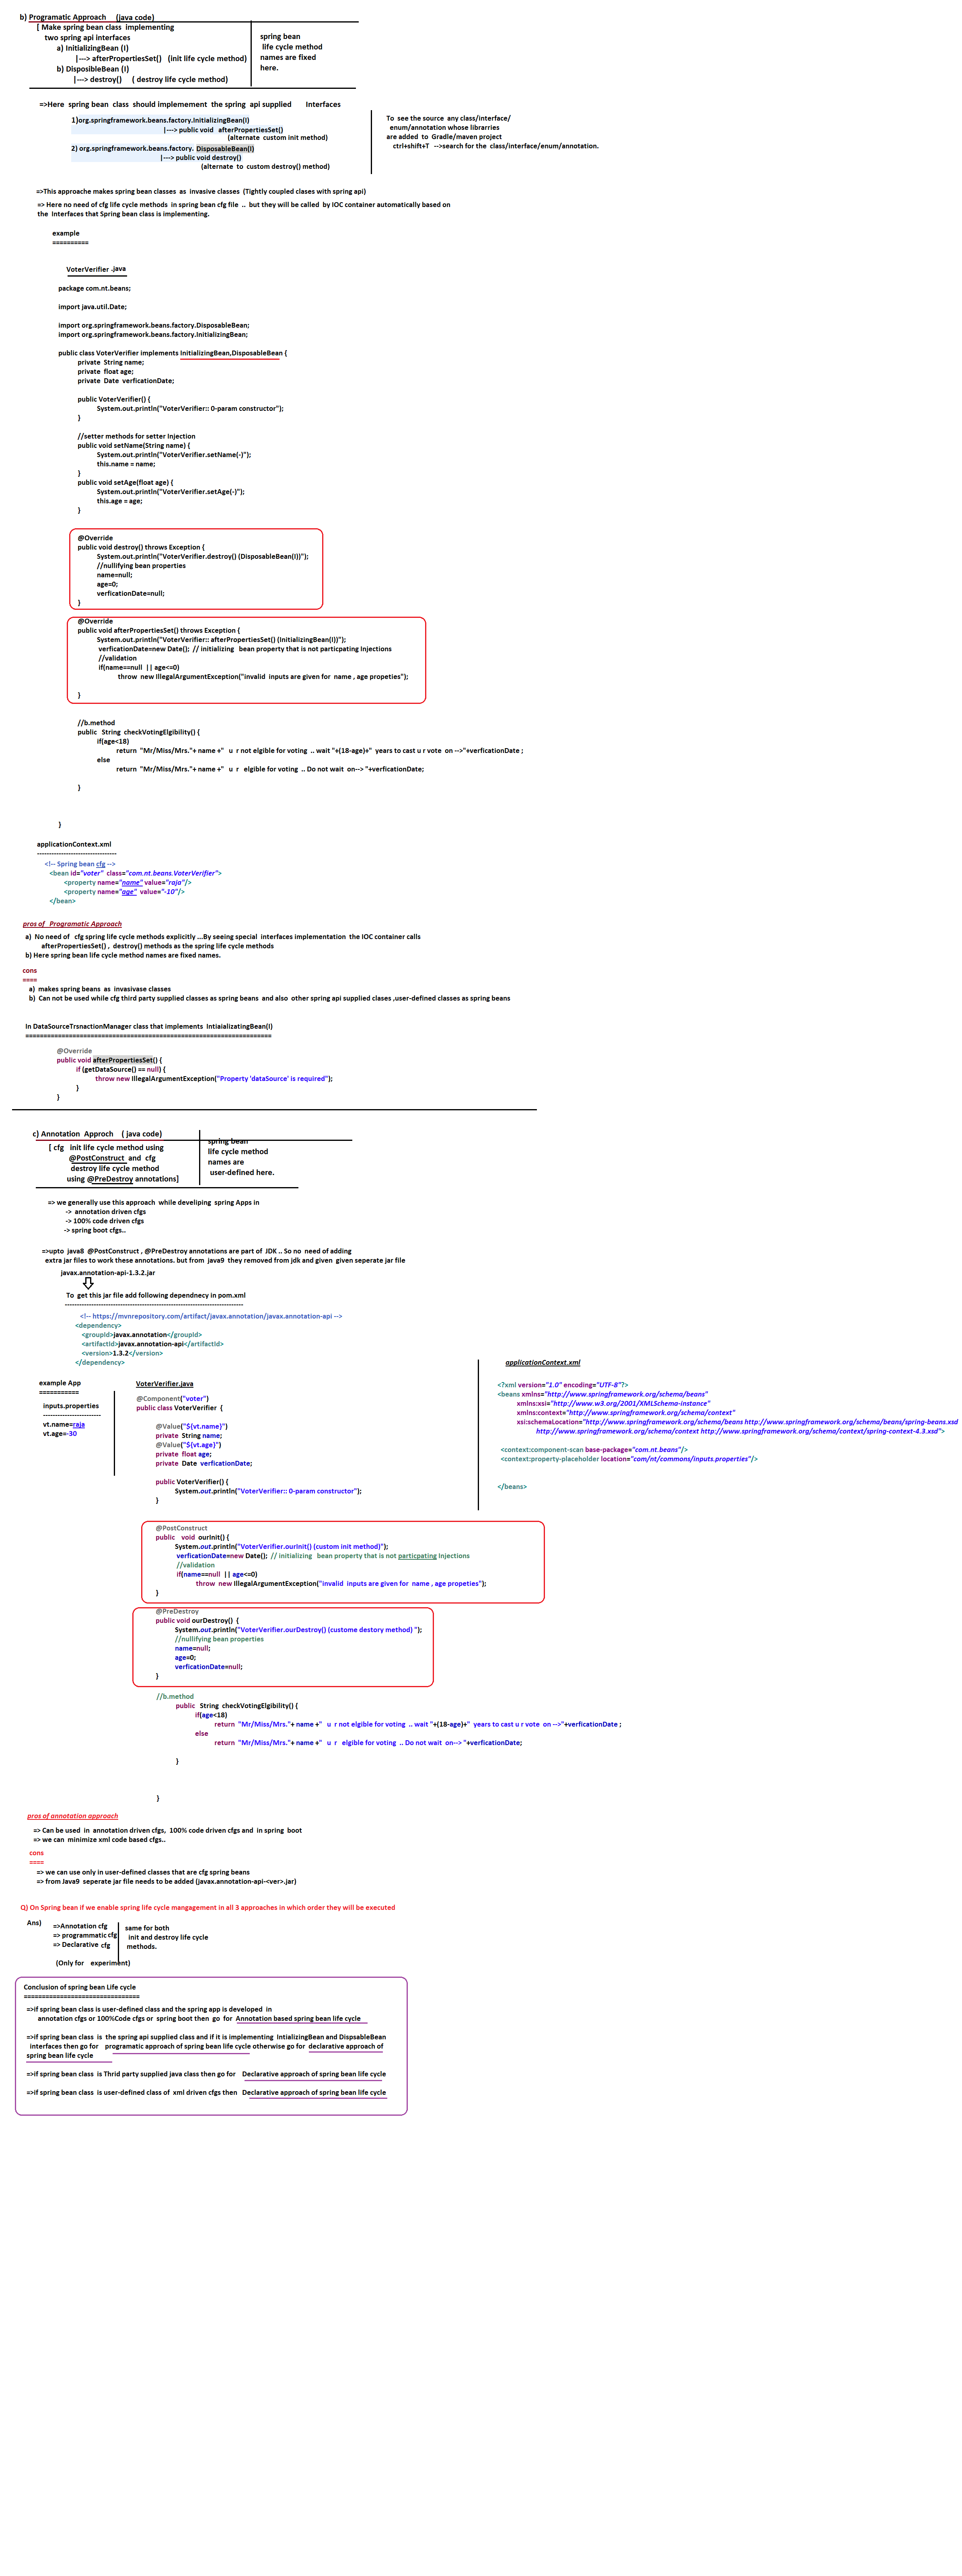 b) Programatic Approach    (java code)
[ Make spring bean class  implementing
two spring api interfaces
a) InitializingBean (I)
|---> afterPropertiesSet()   (init life cycle method)
b) DisposibleBean (I)
|---> destroy()     ( destroy life cycle method)
spring bean
life cycle method
names are fixed
here.
=>Here  spring bean  class  should implemement  the spring  api supplied      Interfaces
1)org.springframework.beans.factory.InitializingBean(I)
|---> public void   afterPropertiesSet()
(alternate  custom init method)
2) org.springframework.beans.factory. DisposableBean(I)
|---> public void destroy()
(alternate  to  custom destroy() method)
To  see the source  any class/interface/
enum/annotation whose librarries
are added  to  Gradle/maven project
ctrl+shift+T   -->search for the  class/interface/enum/annotation.
=>This approache makes spring bean classes  as  invasive classes  (Tightly coupled clases with spring api)
=> Here no need of cfg life cycle methods  in spring bean cfg file  ..  but they will be called  by IOC container automatically based on
the  Interfaces that Spring bean class is implementing.
example
==========
VoterVerifier .java
package com.nt.beans;
import java.util.Date;
import org.springframework.beans.factory.DisposableBean;
import org.springframework.beans.factory.InitializingBean;
public class VoterVerifier implements InitializingBean,DisposableBean {
private  String name;
private  float age;
private  Date  verficationDate;
public VoterVerifier() {
System.out.println("VoterVerifier:: 0-param constructor");
}
//setter methods for setter Injection
public void setName(String name) {
System.out.println("VoterVerifier.setName(-)");
this.name = name;
}
public void setAge(float age) {
System.out.println("VoterVerifier.setAge(-)");
this.age = age;
}
@Override
public void destroy() throws Exception {
System.out.println("VoterVerifier.destroy() (DisposableBean(I))");
//nullifying bean properties
name=null;
age=0;
verficationDate=null;
}
@Override
public void afterPropertiesSet() throws Exception {
System.out.println("VoterVerifier:: afterPropertiesSet() (InitializingBean(I))");
verficationDate=new Date();  // initializing   bean property that is not particpating Injections
//validation
if(name==null  || age<=0)
throw  new IllegalArgumentException("invalid  inputs are given for  name , age propeties");
}
//b.method
public   String  checkVotingElgibility() {
if(age<18)
return  "Mr/Miss/Mrs."+ name +"   u r not elgible for voting  .. wait "+(18-age)+"  years to cast u r vote  on -->"+verficationDate ;
else
return  "Mr/Miss/Mrs."+ name +"   u  r   elgible for voting  .. Do not wait  on--> "+verficationDate;
}
}
applicationContext.xml
---------------------------------
<!-- Spring bean cfg -->
<bean id="voter"  class="com.nt.beans.VoterVerifier">
<property name="name" value="raja"/>
<property name="age"  value="-10"/>
</bean>
pros of   Programatic Approach
a)  No need of   cfg spring life cycle methods explicitly ...By seeing special  interfaces implementation  the IOC container calls
afterPropertiesSet() ,  destroy() methods as the spring life cycle methods
b) Here spring bean life cycle method names are fixed names.
cons
====
a)  makes spring beans  as  invasivase classes
b)  Can not be used while cfg third party supplied classes as spring beans  and also  other spring api supplied clases ,user-defined classes as spring beans
In DataSourceTrsnactionManager class that implements  IntiaializatingBean(I)
====================================================================
@Override
public void afterPropertiesSet() {
if (getDataSource() == null) {
throw new IllegalArgumentException("Property 'dataSource' is required");
}
}
c) Annotation  Approch    ( java code)
[ cfg   init life cycle method using
@PostConstruct  and  cfg
destroy life cycle method
using @PreDestroy annotations]
spring bean
life cycle method
names are
user-defined here.
=> we generally use this approach  while develiping  spring Apps in
->  annotation driven cfgs
-> 100% code driven cfgs
-> spring boot cfgs..
=>upto  java8  @PostConstruct , @PreDestroy annotations are part of  JDK .. So no  need of adding
extra jar files to work these annotations. but from  java9  they removed from jdk and given  given seperate jar file
javax.annotation-api-1.3.2.jar
To  get this jar file add following dependnecy in pom.xml
--------------------------------------------------------------------------
<!-- https://mvnrepository.com/artifact/javax.annotation/javax.annotation-api -->
<dependency>
<groupId>javax.annotation</groupId>
<artifactId>javax.annotation-api</artifactId>
<version>1.3.2</version>
</dependency>
example App
===========
inputs.properties
------------------------
vt.name=raja
vt.age=-30
VoterVerifier.java
@Component("voter")
public class VoterVerifier  {
@Value("${vt.name}")
private  String name;
@Value("${vt.age}")
private  float age;
private  Date  verficationDate;
public VoterVerifier() {
System.out.println("VoterVerifier:: 0-param constructor");
}
@PostConstruct
public    void  ourInit() {
System.out.println("VoterVerifier.ourInit() (custom init method)");
verficationDate=new Date();  // initializing   bean property that is not particpating Injections
//validation
if(name==null  || age<=0)
throw  new IllegalArgumentException("invalid  inputs are given for  name , age propeties");
}
@PreDestroy
public void ourDestroy()  {
System.out.println("VoterVerifier.ourDestroy() (custome destory method) ");
//nullifying bean properties
name=null;
age=0;
verficationDate=null;
}
//b.method
public   String  checkVotingElgibility() {
if(age<18)
return  "Mr/Miss/Mrs."+ name +"   u r not elgible for voting  .. wait "+(18-age)+"  years to cast u r vote  on -->"+verficationDate ;
else
return  "Mr/Miss/Mrs."+ name +"   u  r   elgible for voting  .. Do not wait  on--> "+verficationDate;
}
}
applicationContext.xml
<?xml version="1.0" encoding="UTF-8"?>
<beans xmlns="http://www.springframework.org/schema/beans"
xmlns:xsi="http://www.w3.org/2001/XMLSchema-instance"
xmlns:context="http://www.springframework.org/schema/context"
xsi:schemaLocation="http://www.springframework.org/schema/beans http://www.springframework.org/schema/beans/spring-beans.xsd
http://www.springframework.org/schema/context http://www.springframework.org/schema/context/spring-context-4.3.xsd">
<context:component-scan base-package="com.nt.beans"/>
<context:property-placeholder location="com/nt/commons/inputs.properties"/>
</beans>
pros of annotation approach
=> Can be used  in  annotation driven cfgs,  100% code driven cfgs and  in spring  boot
=> we can  minimize xml code based cfgs..
cons
====
=> we can use only in user-defined classes that are cfg spring beans
=> from Java9  seperate jar file needs to be added (javax.annotation-api-<ver>.jar)
Q) On Spring bean if we enable spring life cycle mangagement in all 3 approaches in which order they will be executed
Ans)
=>Annotation cfg
=> programmatic cfg
=> Declarative  cfg
same for both
init and destroy life cycle
methods.
(Only for   experiment)
Conclusion of spring bean Life cycle
================================
=>if spring bean class is user-defined class and the spring app is developed  in
annotation cfgs or 100%Code cfgs or  spring boot then  go  for  Annotation based spring bean life cycle
=>if spring bean class  is  the spring api supplied class and if it is implementing  IntializingBean and DispsableBean
interfaces then go for    programatic approach of spring bean life cycle otherwise go for  declarative approach of
spring bean life cycle
=>if spring bean class  is Thrid party supplied java class then go for    Declarative approach of spring bean life cycle
=>if spring bean class  is user-defined class of  xml driven cfgs then   Declarative approach of spring bean life cycle